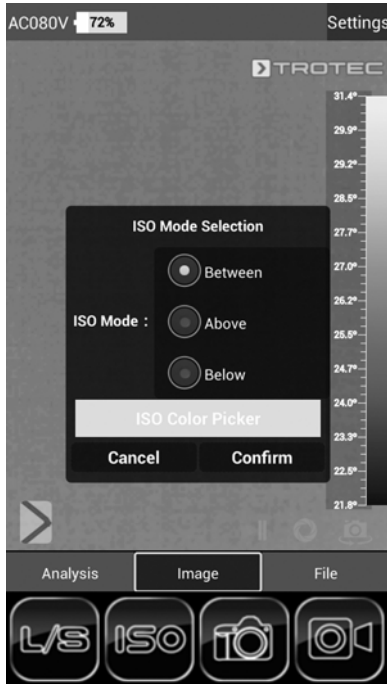 AC080V 72% Settings
TROTEC
31.4°
29.9°
29.2°
28.5°
27.7°
27.0°
26.2°
25.5°
24.7°
24.0°
23.3°
22.5°
21.8°
ISO Mode Selection
Between
ISO Mode :
Above
Below
ISO Color Picker
Cancel Confirm
Analysis Image File
L/S ISO